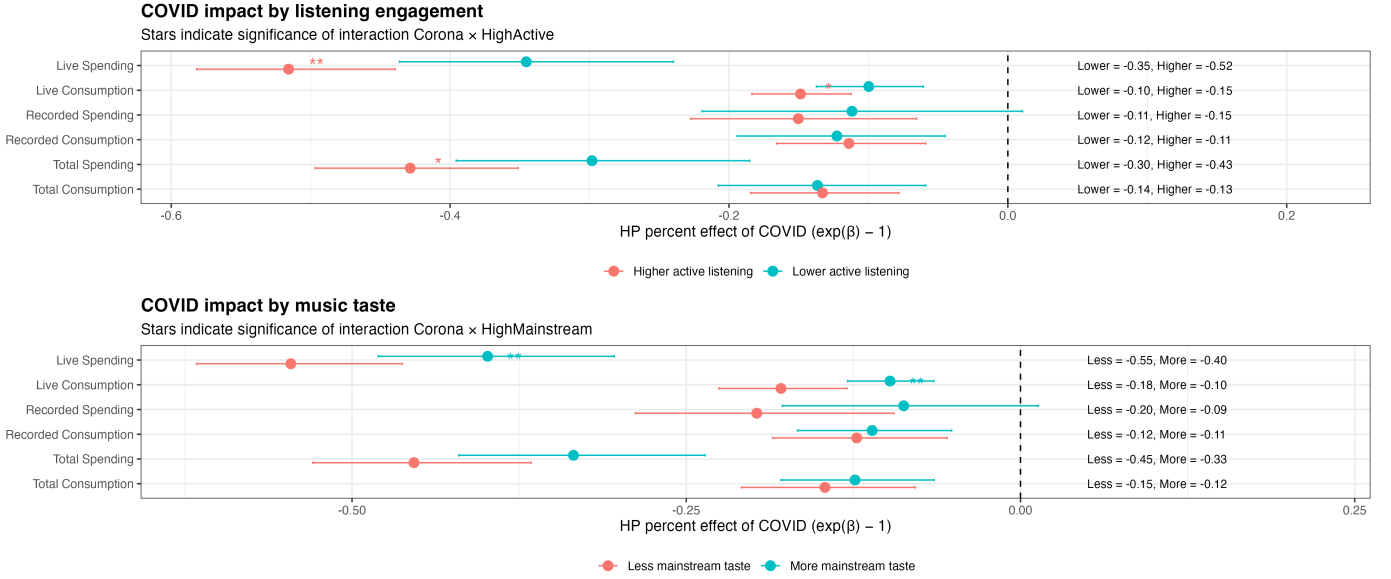 COVID impact by listening engagement
Stars indicate significance of interaction Corona × HighActive
Live Spending ** Lower = -0.35, Higher = -0.52
Live Consumption * Lower = -0.10, Higher = -0.15
Recorded Spending Lower = -0.11, Higher = -0.15
Recorded Consumption Lower = -0.12, Higher = -0.11
Total Spending * Lower = -0.30, Higher = -0.43
Total Consumption Lower = -0.14, Higher = -0.13
-0.6 -0.4 -0.2 0.0 0.2
HP percent effect of COVID (exp(β) − 1)
Higher active listening Lower active listening
COVID impact by music taste
Stars indicate significance of interaction Corona × HighMainstream
Live Spending ** Less = -0.55, More = -0.40
Live Consumption ** Less = -0.18, More = -0.10
Recorded Spending Less = -0.20, More = -0.09
Recorded Consumption Less = -0.12, More = -0.11
Total Spending Less = -0.45, More = -0.33
Total Consumption Less = -0.15, More = -0.12
-0.50 -0.25 0.00 0.25
HP percent effect of COVID (exp(β) − 1)
Less mainstream taste More mainstream taste